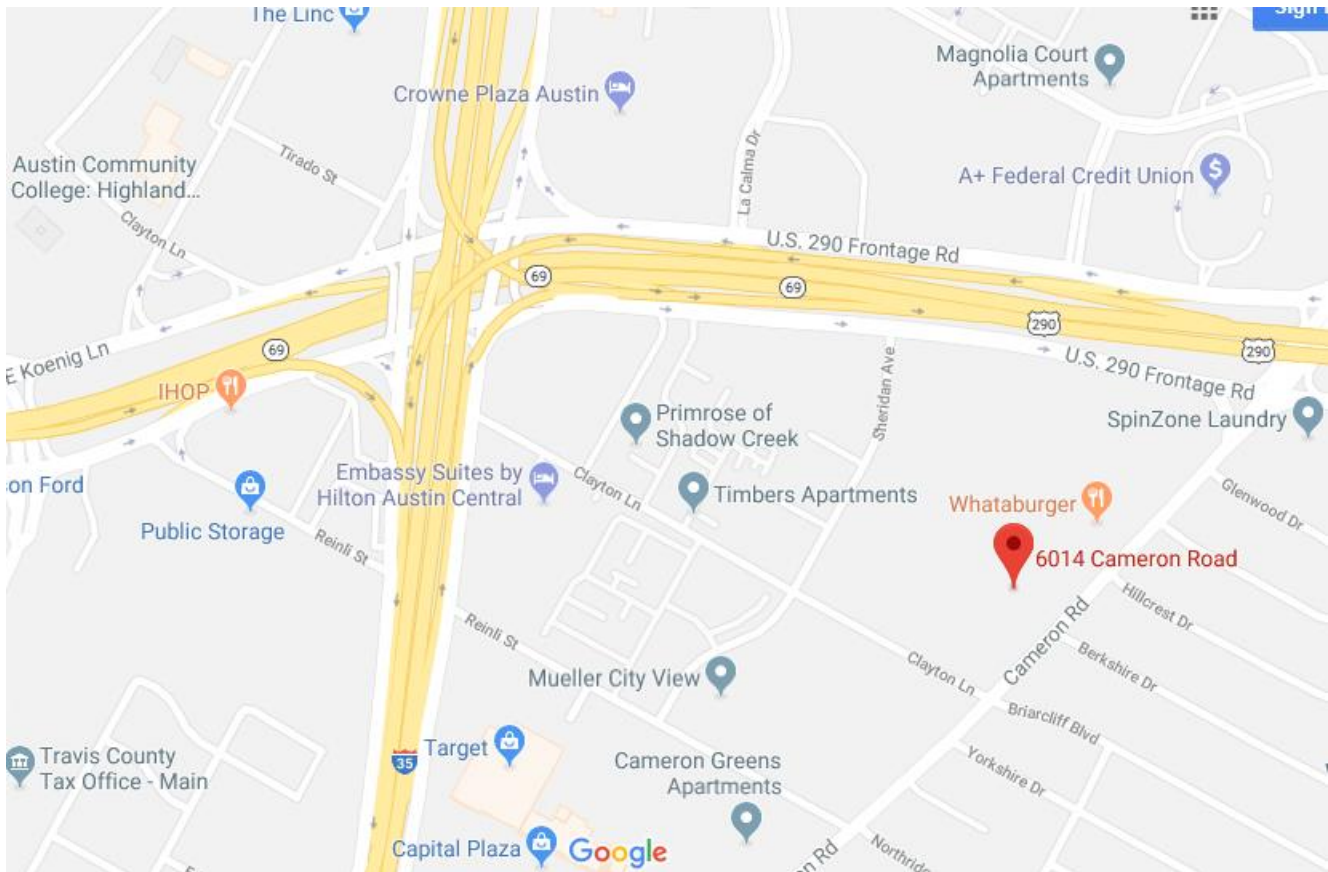 The Linc
Sign I
Magnolia Court
Apartments
Crowne Plaza Austin
Tirado St
La Calma Dr
Austin Community
College: Highland...
A+ Federal Credit Union
Clayton Ln
U.S. 290 Frontage Rd
69
69
290
69
290
E Koenig Ln
U.S. 290 Frontage Rd
IHOP
Sheridan Ave
Primrose of
Shadow Creek
SpinZone Laundry
Embassy Suites by
Hilton Austin Central
Clayton Ln
son Ford
Timbers Apartments
Whataburger
Glenwood Dr
Public Storage
Reinli St
6014 Cameron Road
Hillcrest Dr
Reinli St
Cameron Rd
Berkshire Dr
Clayton Ln
Mueller City View
Briarcliff Blvd
Target
35
Travis County
Tax Office - Main
Cameron Greens
Apartments
Yorkshire Dr
Capital Plaza
Google
on Rd
Northridge